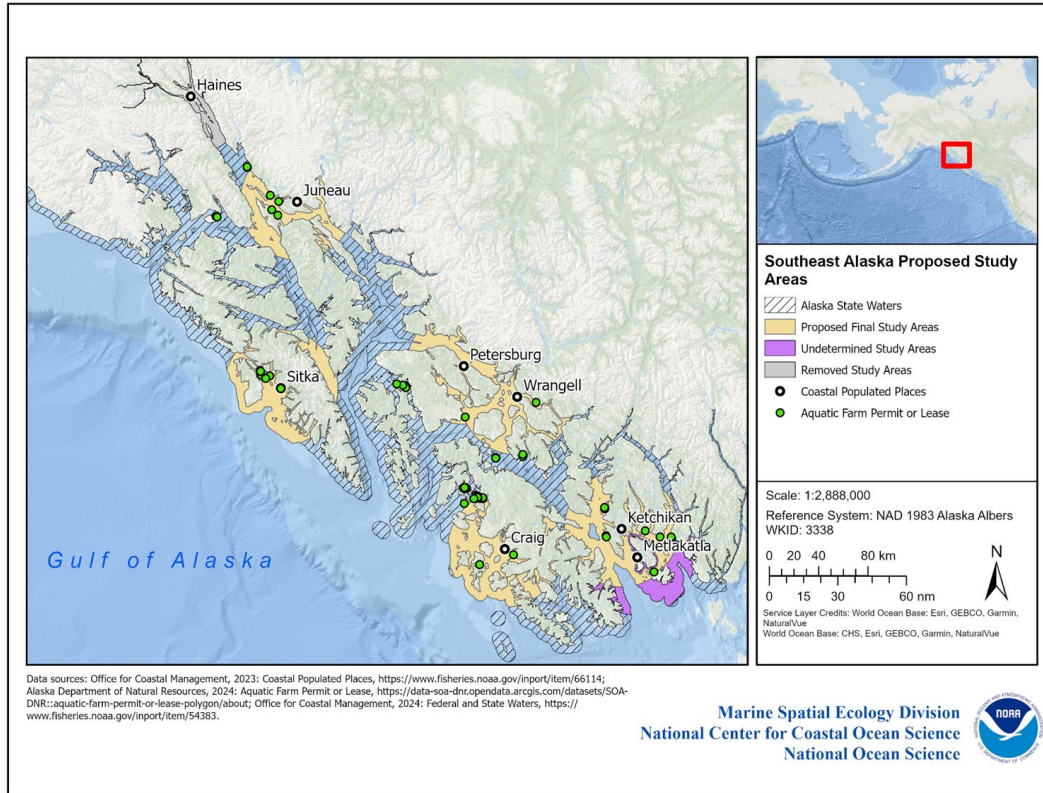 Haines
Juneau
Petersburg
Wrangell
Sitka
Ketchikan
Metlakatla
Craig
Gulf of Alaska
Southeast Alaska Proposed Study
Areas
Alaska State Waters
Proposed Final Study Areas
Undetermined Study Areas
Removed Study Areas
Coastal Populated Places
Aquatic Farm Permit or Lease
Scale: 1:2,888,000
Reference System: NAD 1983 Alaska Albers
WKID: 3338
0 20 40 80 km
0 15 30 60 nm
N
Service Layer Credits: World Ocean Base: Esri, GEBCO, Garmin,
NaturalVue
World Ocean Base: CHS, Esri, GEBCO, Garmin, NaturalVue
Data sources: Office for Coastal Management, 2023: Coastal Populated Places, https://www.fisheries.noaa.gov/inport/item/66114;
Alaska Department of Natural Resources, 2024: Aquatic Farm Permit or Lease, https://data-soa-dnr.opendata.arcgis.com/datasets/SOA-
DNR::aquatic-farm-permit-or-lease-polygon/about; Office for Coastal Management, 2024: Federal and State Waters, https://
www.fisheries.noaa.gov/inport/item/54383.
Marine Spatial Ecology Division
National Center for Coastal Ocean Science
National Ocean Science
NATIONAL OCEANIC AND ATMOSPHERIC ADMINISTRATION
NOAA
U.S. DEPARTMENT OF COMMERCE